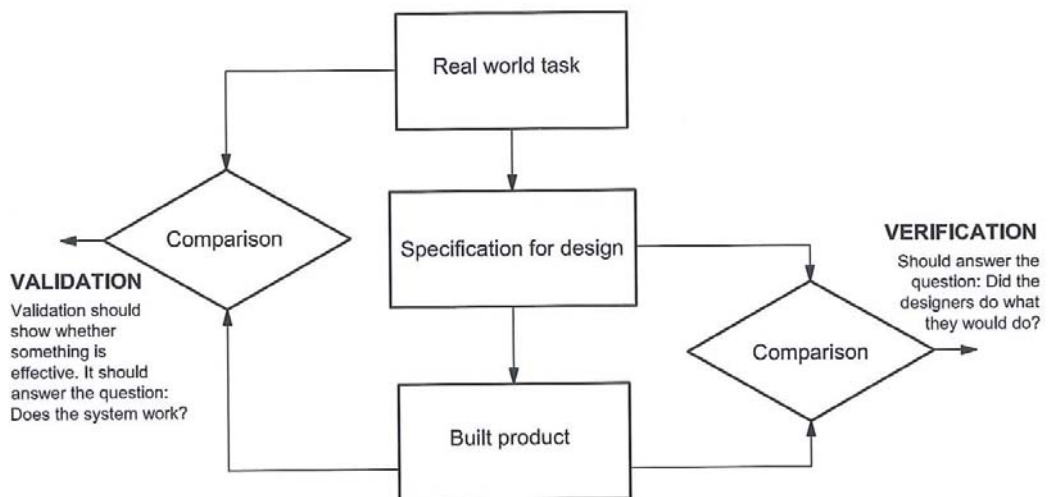 Real world task
Comparison
Specification for design
VALIDATION
Validation should
show whether
something is
effective. It should
answer the question:
Does the system work?
VERIFICATION
Should answer the
question: Did the
designers do what
they would do?
Comparison
Built product